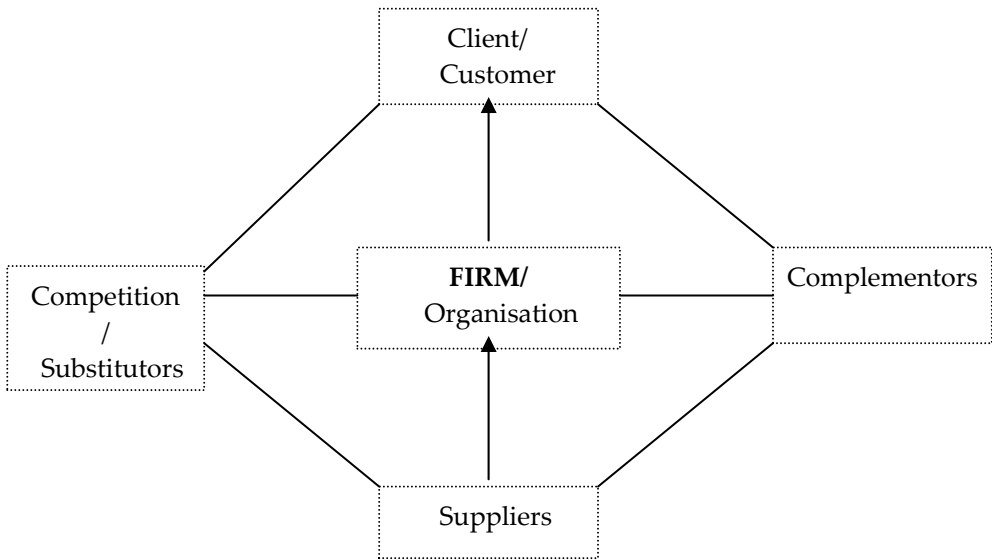 Client/
Customer
FIRM/
Organisation
Competition
/
Substitutors
Complementors
Suppliers